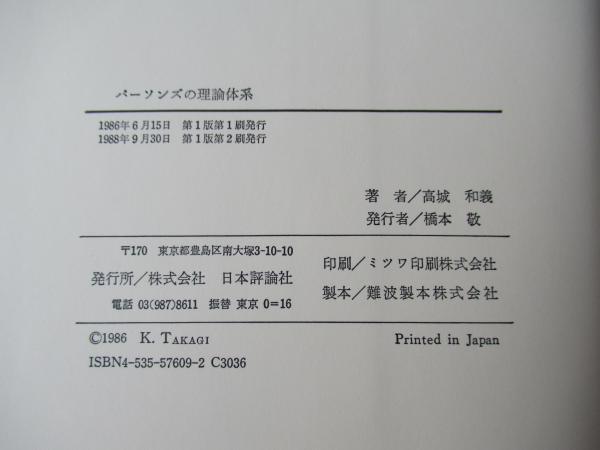 パーソンズの理論体系
1986年6月15日 第1版第1刷発行
1988年9月30日 第1版第2刷発行
著 者/高城 和義
発行者/橋本 敬
〒170 東京都豊島区南大塚3-10-10
発行所/株式会社 日本評論社
電話 03(987)8611 振替 東京 0=16
印刷/ミツワ印刷株式会社
製本/難波製本株式会社
©1986 K. TAKAGI
Printed in Japan
ISBN4-535-57609-2 C3036